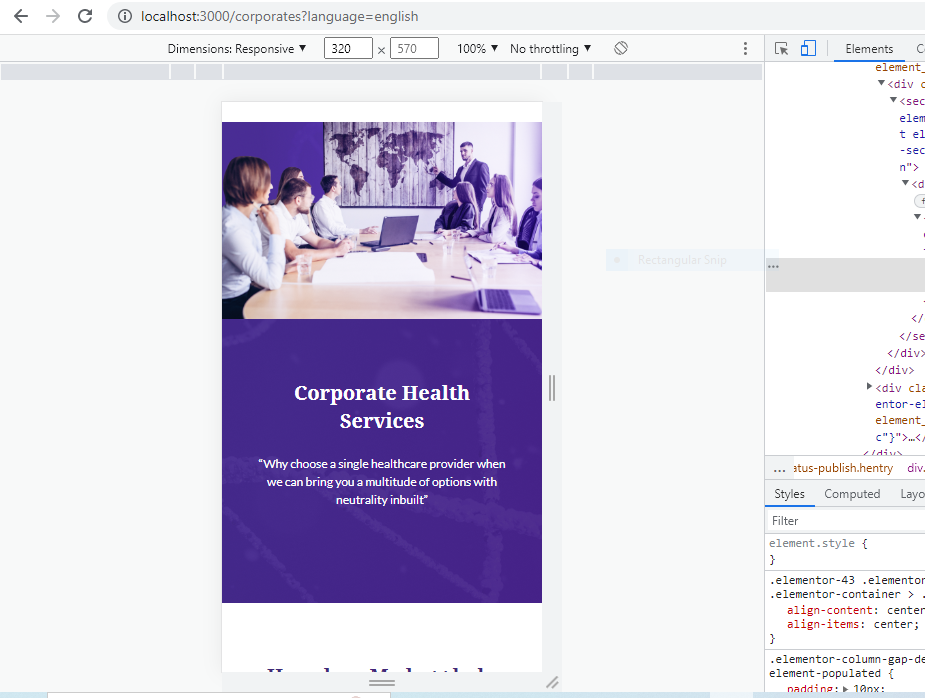 localhost:3000/corporates?language=english
Dimensions: Responsive ▼ 320 × 570 100% ▼ No throttling ▼
Elements
element_
▼<div c
▼<sec
elem
t el
-sec
n">
▼<d
Rectangular Snip
</
</se
</div>
</div>
▶<div cla
entor-el
element_
c"}">…</
</div>
Corporate Health
Services
“Why choose a single healthcare provider when
we can bring you a multitude of options with
neutrality inbuilt”
... atus-publish.hentry div.
Styles Computed Layo
Filter
element.style {
}
.elementor-43 .elementor
.elementor-container > .
align-content: center
align-items: center;
}
.elementor-column-gap-de
element-populated {
padding:▶ 10px;